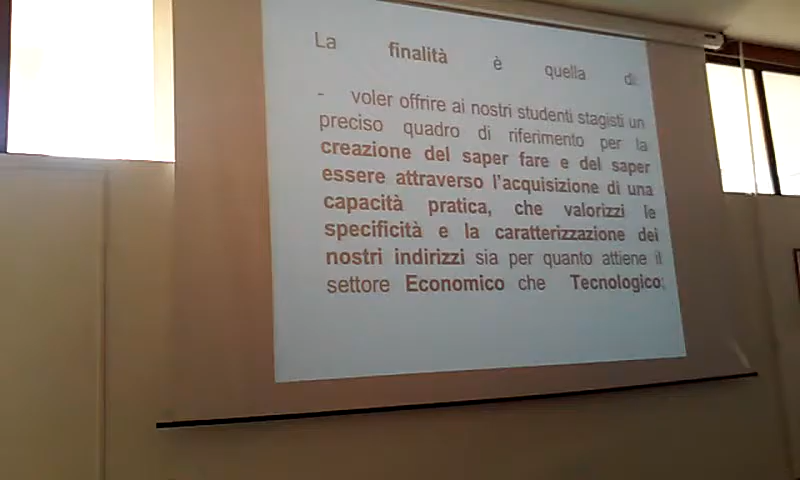 La finalità è quella di
- voler offrire ai nostri studenti stagisti un
preciso quadro di riferimento per la
creazione del saper fare e del saper
essere attraverso l'acquisizione di una
capacità pratica, che valorizzi le
specificità e la caratterizzazione dei
nostri indirizzi sia per quanto attiene il
settore Economico che Tecnologico;